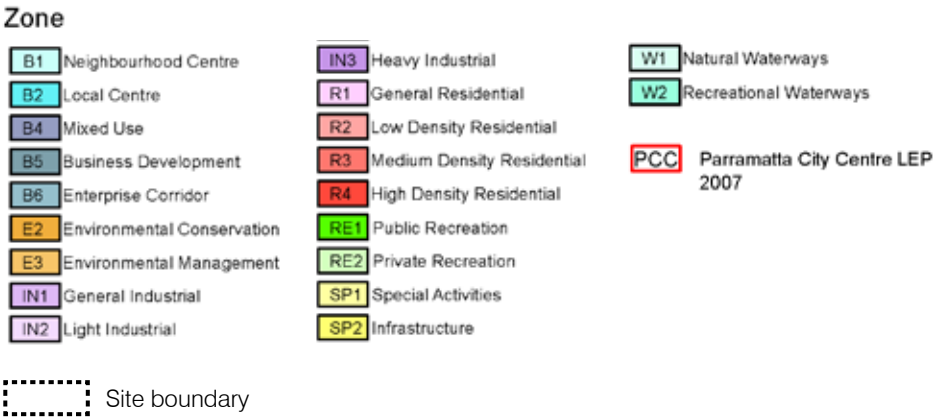 Zone
B1 Neighbourhood Centre
B2 Local Centre
B4 Mixed Use
B5 Business Development
B6 Enterprise Corridor
E2 Environmental Conservation
E3 Environmental Management
IN1 General Industrial
IN2 Light Industrial
IN3 Heavy Industrial
R1 General Residential
R2 Low Density Residential
R3 Medium Density Residential
R4 High Density Residential
RE1 Public Recreation
RE2 Private Recreation
SP1 Special Activities
SP2 Infrastructure
W1 Natural Waterways
W2 Recreational Waterways
PCC Parramatta City Centre LEP
2007
Site boundary